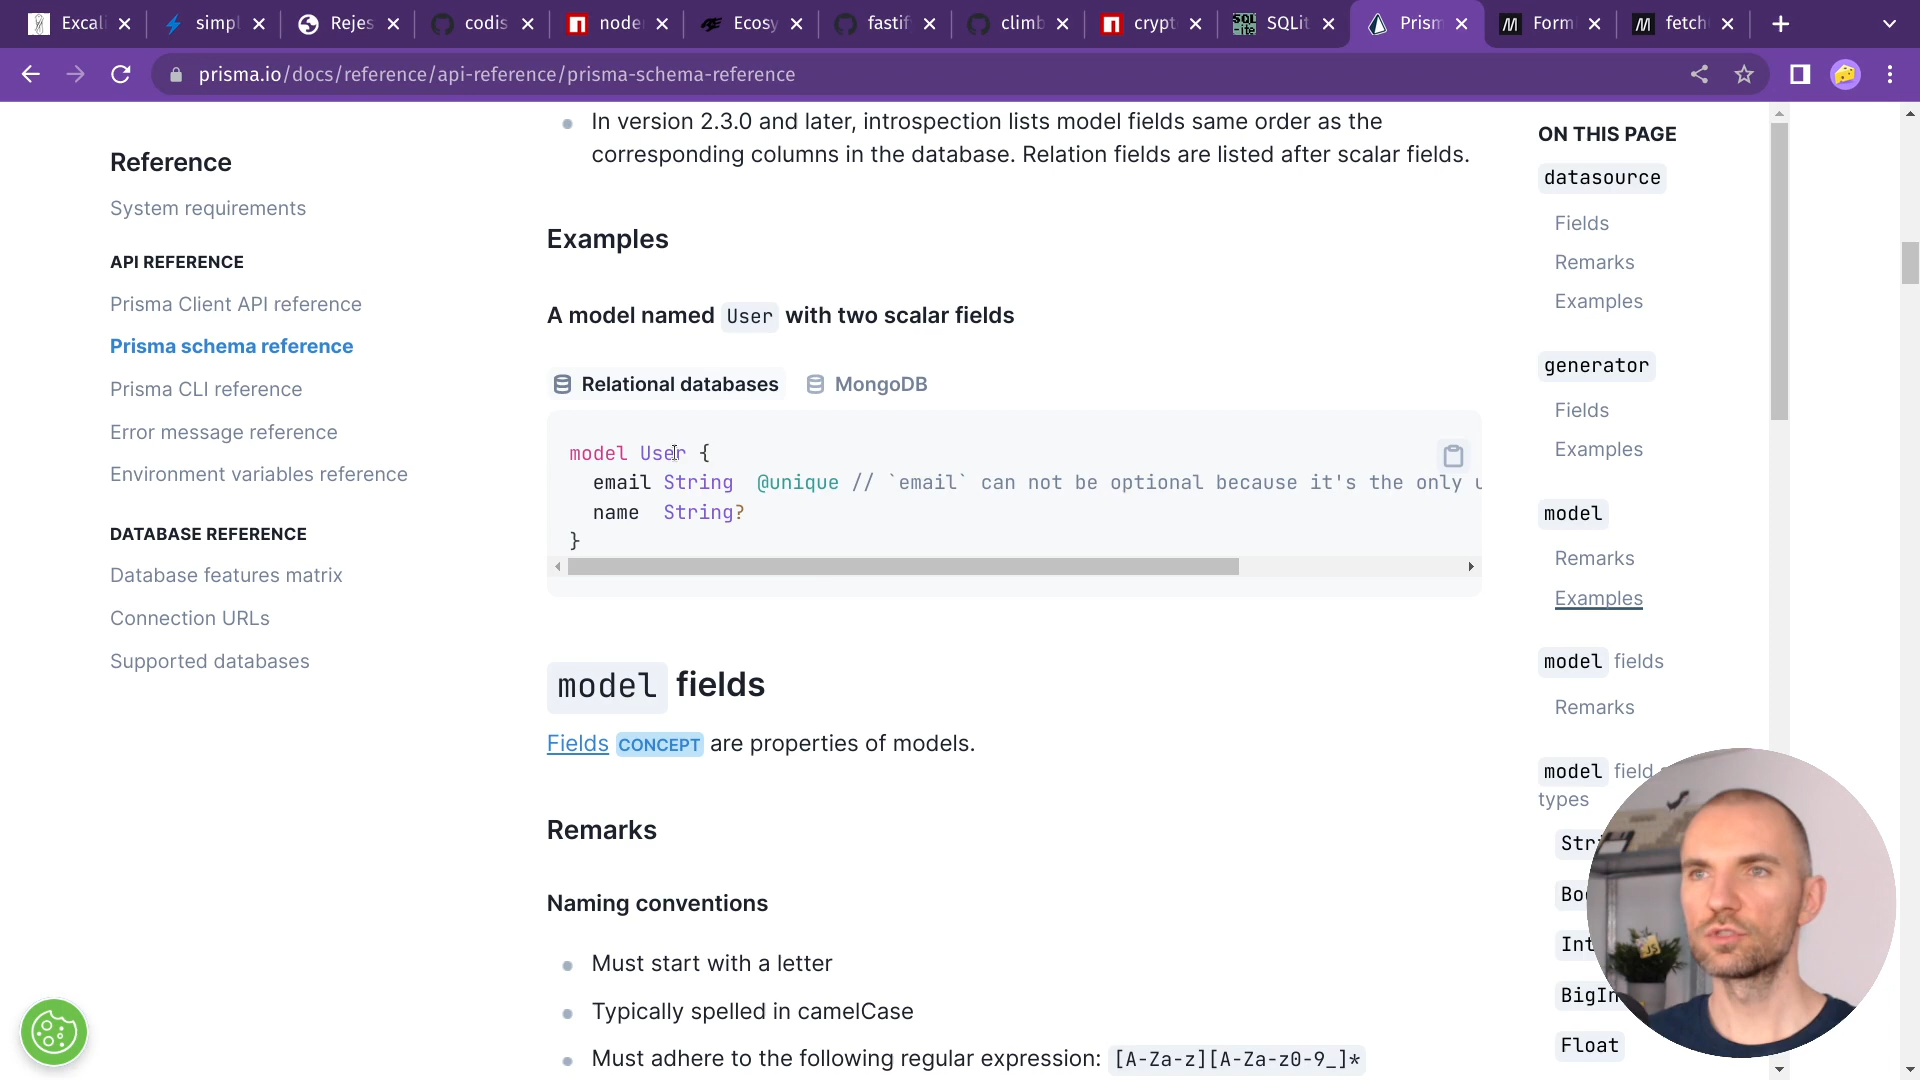 Excali
simpl
Rejes
codis
node
Ecosy
fastif
climb
crypt
SQLit
Prism
Form
fetch
prisma.io/docs/reference/api-reference/prisma-schema-reference
Reference
System requirements
API REFERENCE
Prisma Client API reference
Prisma schema reference
Prisma CLI reference
Error message reference
Environment variables reference
DATABASE REFERENCE
Database features matrix
Connection URLs
Supported databases
In version 2.3.0 and later, introspection lists model fields same order as the
corresponding columns in the database. Relation fields are listed after scalar fields.
Examples
A model named User with two scalar fields
Relational databases MongoDB
model User {
email String @unique // `email` can not be optional because it's the only u
name String?
}
model fields
Fields CONCEPT are properties of models.
Remarks
Naming conventions
Must start with a letter
Typically spelled in camelCase
Must adhere to the following regular expression: [A-Za-z][A-Za-z0-9_]*
ON THIS PAGE
datasource
Fields
Remarks
Examples
generator
Fields
Examples
model
Remarks
Examples
model fields
Remarks
model field
types
Stri
Boo
Int
BigIn
Float